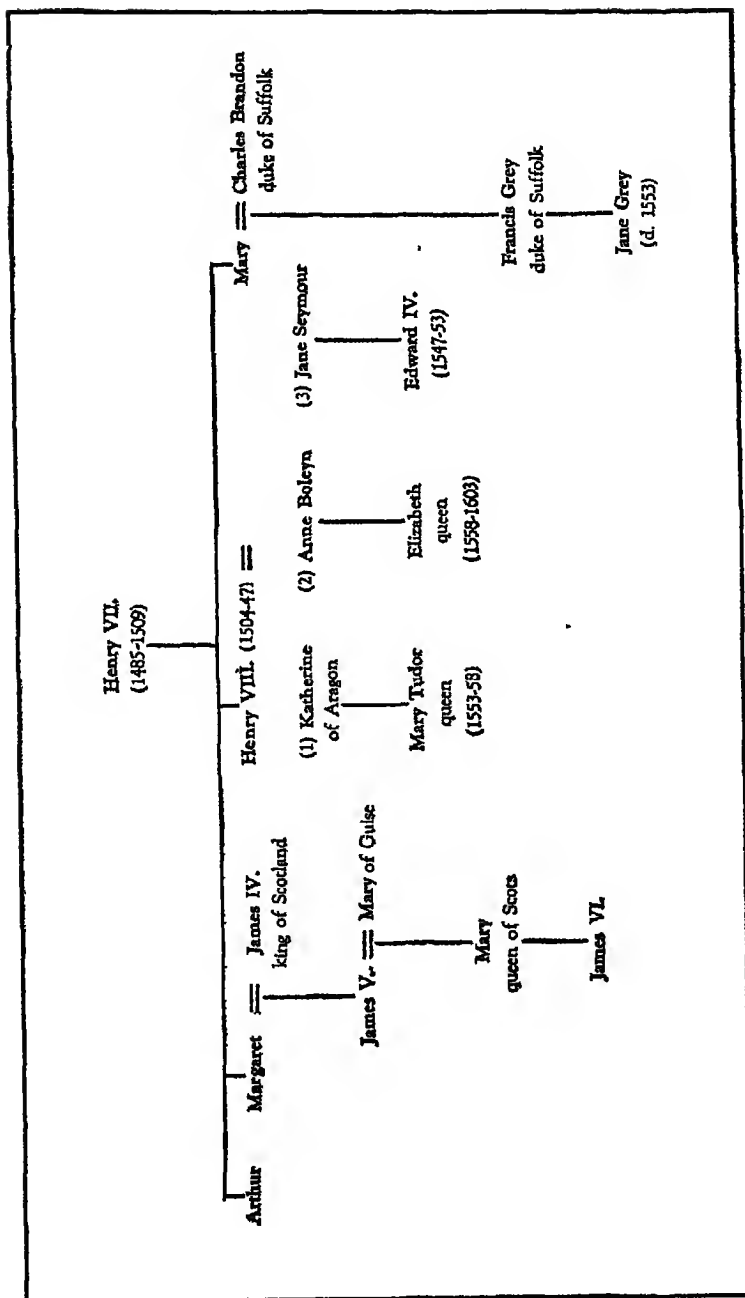 Henry VII.
(1485-1509)
Arthur
Margaret
James IV.
king of Scotland
Henry VIII. (1504-47)
Mary
Charles Brandon
duke of Suffolk
(1) Katherine
of Aragon
(2) Anne Boleyn
(3) Jane Seymour
James V.
Mary of Guise
Mary Tudor
queen
(1553-58)
Elizabeth
queen
(1558-1603)
Edward IV.
(1547-53)
Mary
queen of Scots
Francis Grey
duke of Suffolk
James VI.
Jane Grey
(d. 1553)